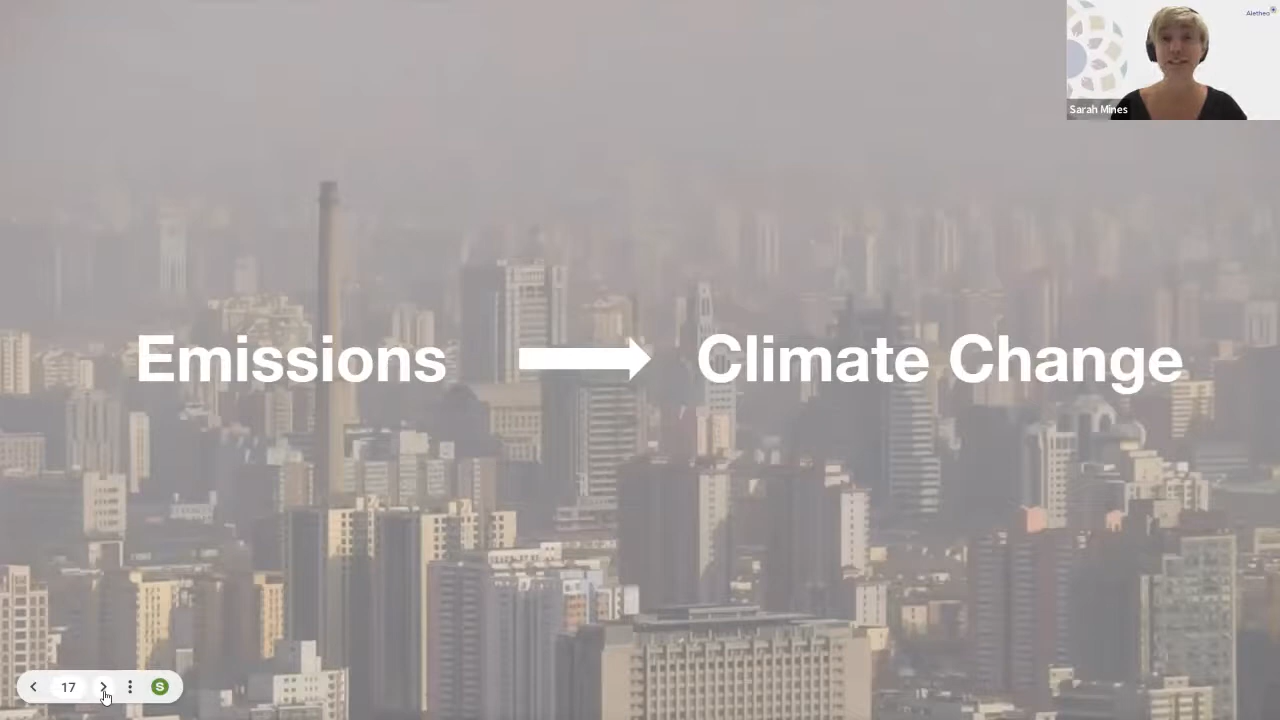 Aletheo
Sarah Mines
Emissions
Climate Change
17
S